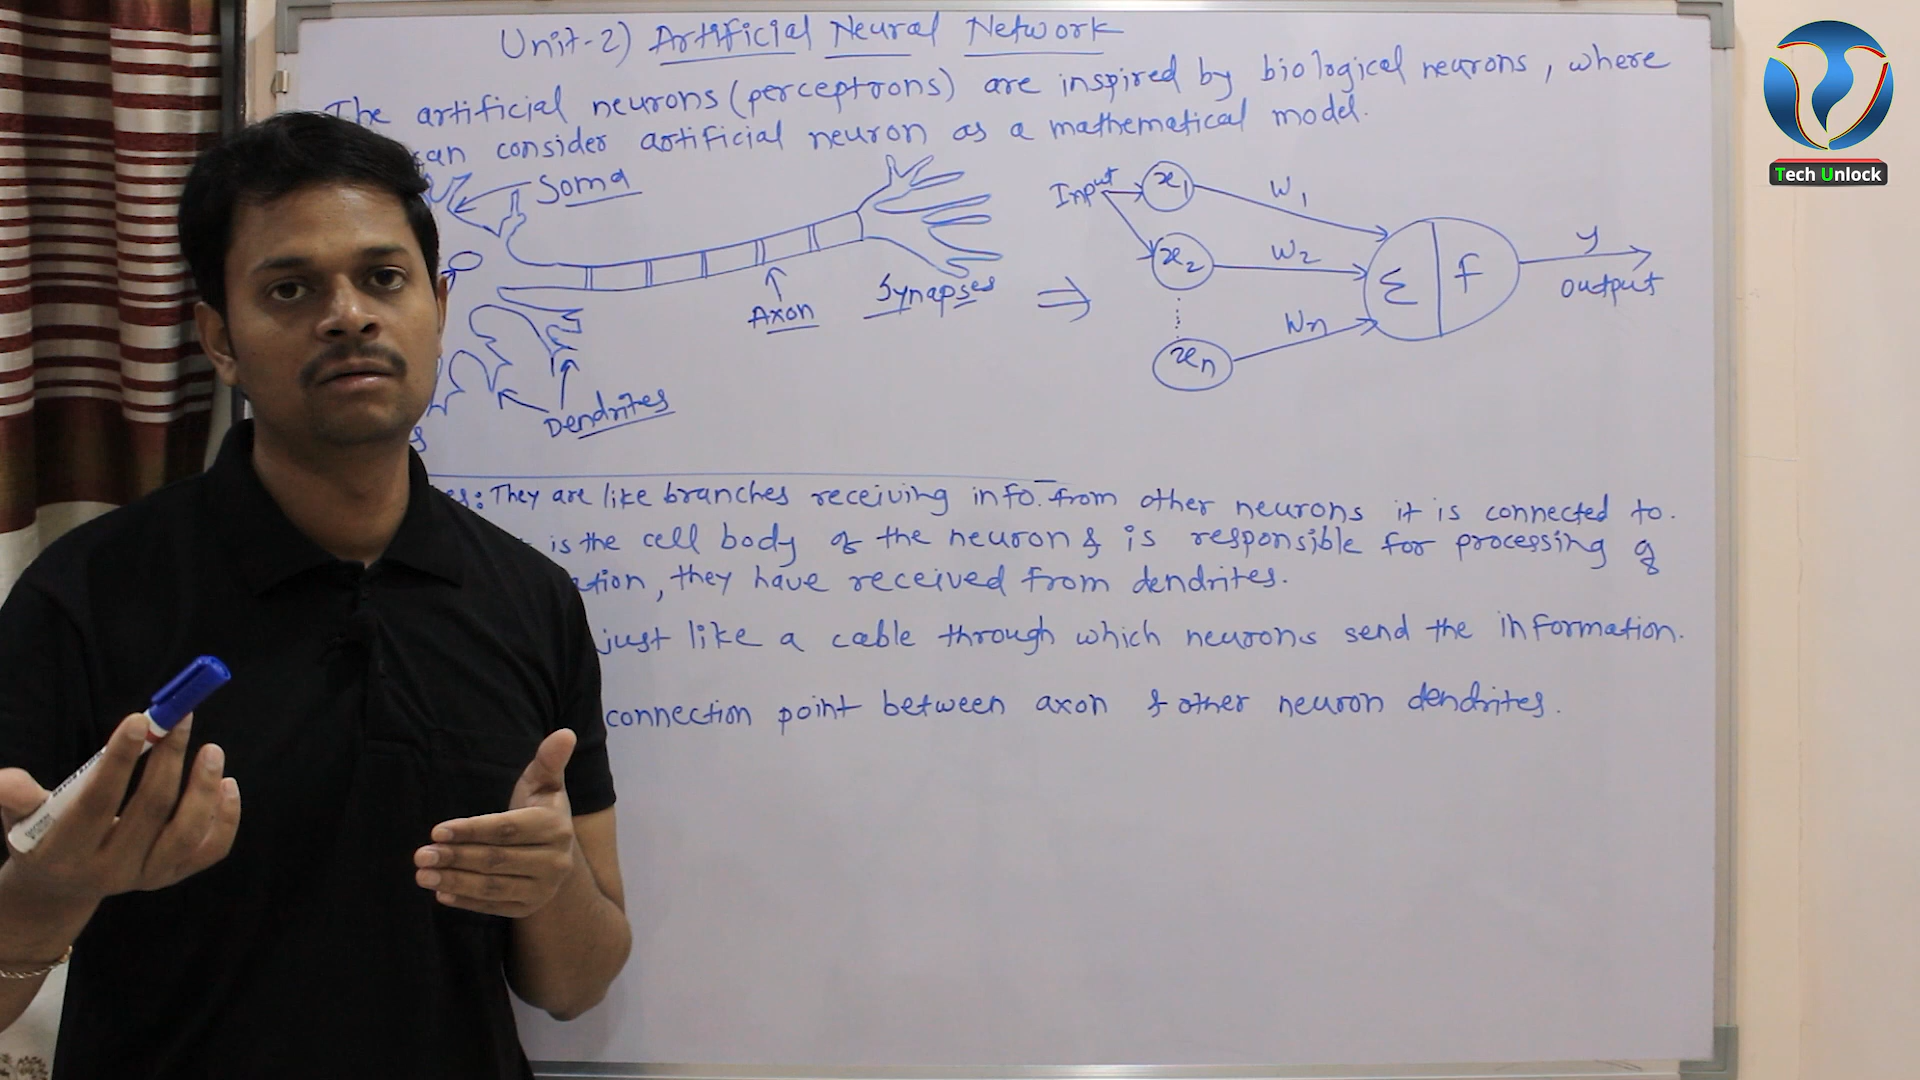 Unit-2) Artificial Neural Network
The artificial neurons (perceptrons) are inspired by biological neurons, where
can consider artificial neuron as a mathematical model.
Soma
Axon
Synapses
Dendrites
Input
x1
x2
xn
W1
W2
Wn
Σ
f
y
output
They are like branches receiving info. from other neurons it is connected to.
is the cell body of the neuron & is responsible for processing of
they have received from dendrites.
just like a cable through which neurons send the information.
connection point between axon & other neuron dendrites.
Tech Unlock